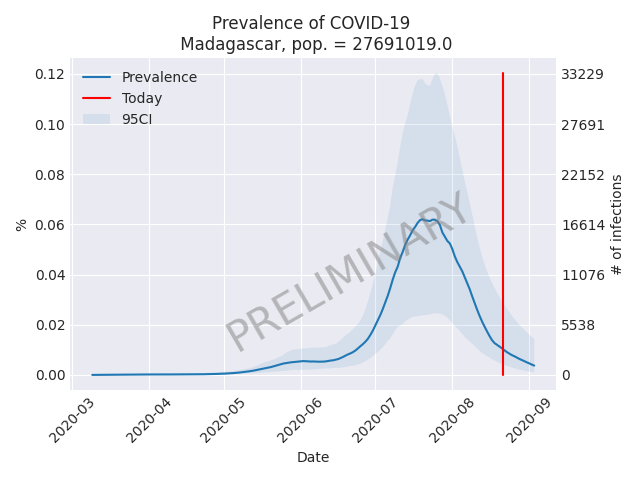 Prevalence of COVID-19
Madagascar, pop. = 27691019.0
Prevalence
Today
95CI
0.12
0.10
0.08
0.06
0.04
0.02
0.00
%
33229
27691
22152
16614
11076
5538
0
# of infections
PRELIMINARY
2020-03
2020-04
2020-05
2020-06
2020-07
2020-08
2020-09
Date